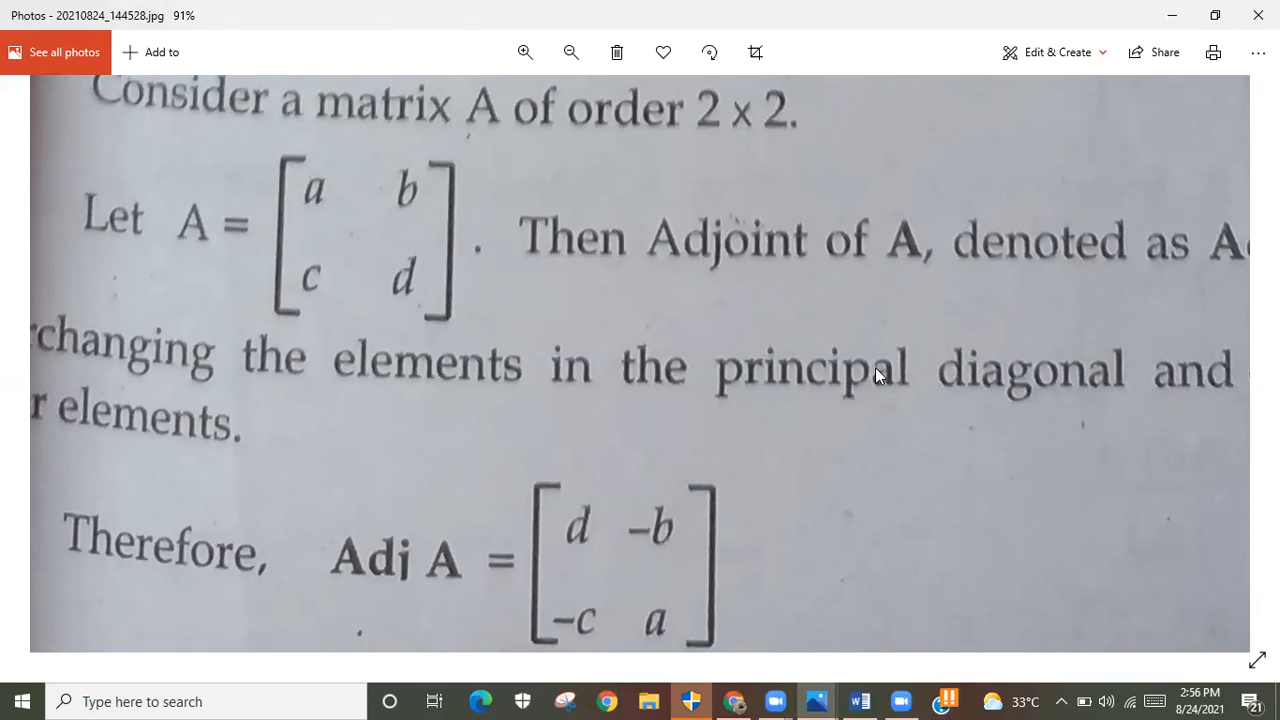 Photos - 20210824_144528.jpg 91%
See all photos
Add to
Edit & Create
Share
Consider a matrix A of order 2 x 2.
Let A = [ a b
c d ] . Then Adjoint of A, denoted as
changing the elements in the principal diagonal and
elements.
Therefore, Adj A = [ d –b
–c a ]
Type here to search
33°C
2:56 PM
8/24/2021
21